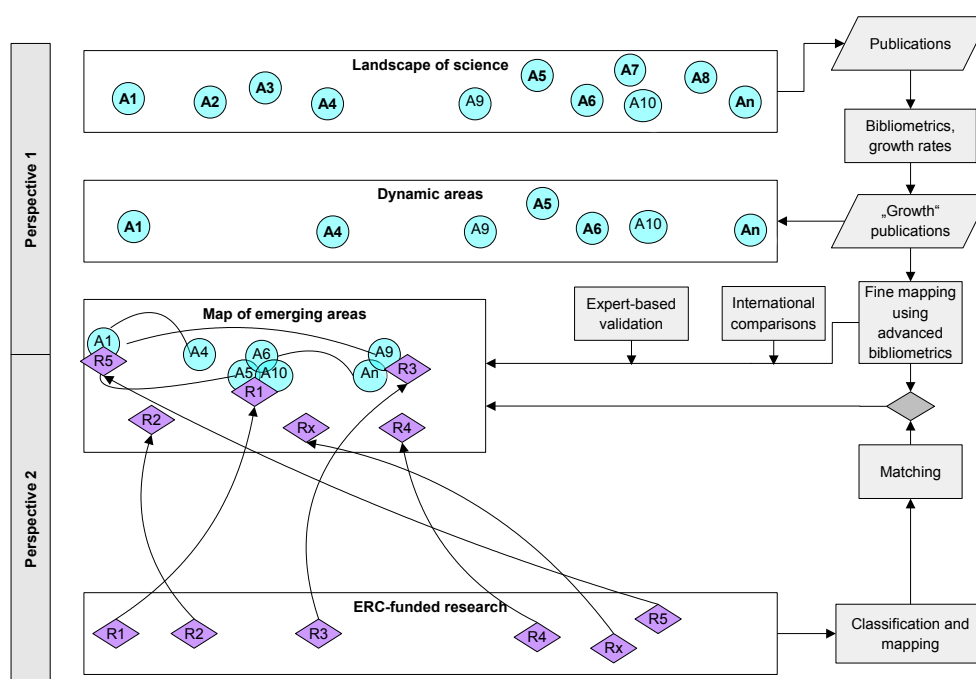 Perspective 1
Perspective 2
Landscape of science
A1
A2
A3
A4
A9
A5
A6
A7
A10
A8
An
Publications
Bibliometrics,
growth rates
Dynamic areas
A1
A4
A9
A5
A6
A10
An
„Growth“
publications
Map of emerging areas
A1
R5
A4
A6
A5
A10
R1
A9
An
R3
R2
Rx
R4
Expert-based
validation
International
comparisons
Fine mapping
using
advanced
bibliometrics
Matching
ERC-funded research
R1
R2
R3
R4
Rx
R5
Classification and
mapping